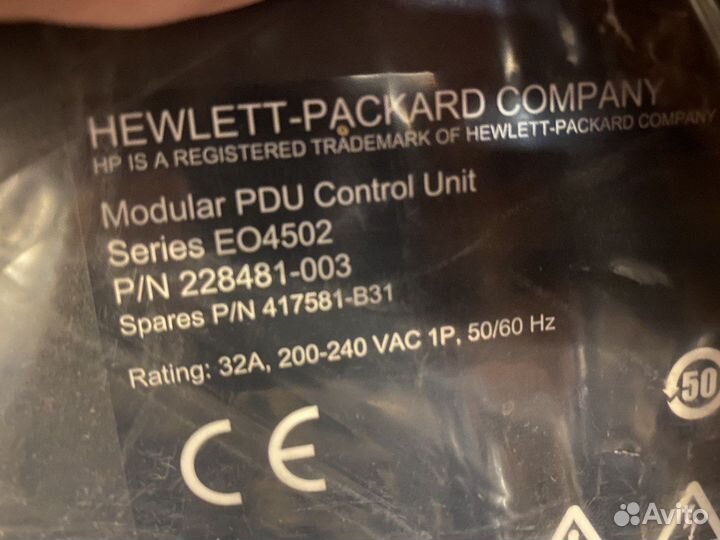 HEWLETT-PACKARD COMPANY
HP IS A REGISTERED TRADEMARK OF HEWLETT-PACKARD COMPANY
Modular PDU Control Unit
Series EO4502
P/N 228481-003
Spares P/N 417581-B31
Rating: 32A, 200-240 VAC 1P, 50/60 Hz
50
CE
Avito